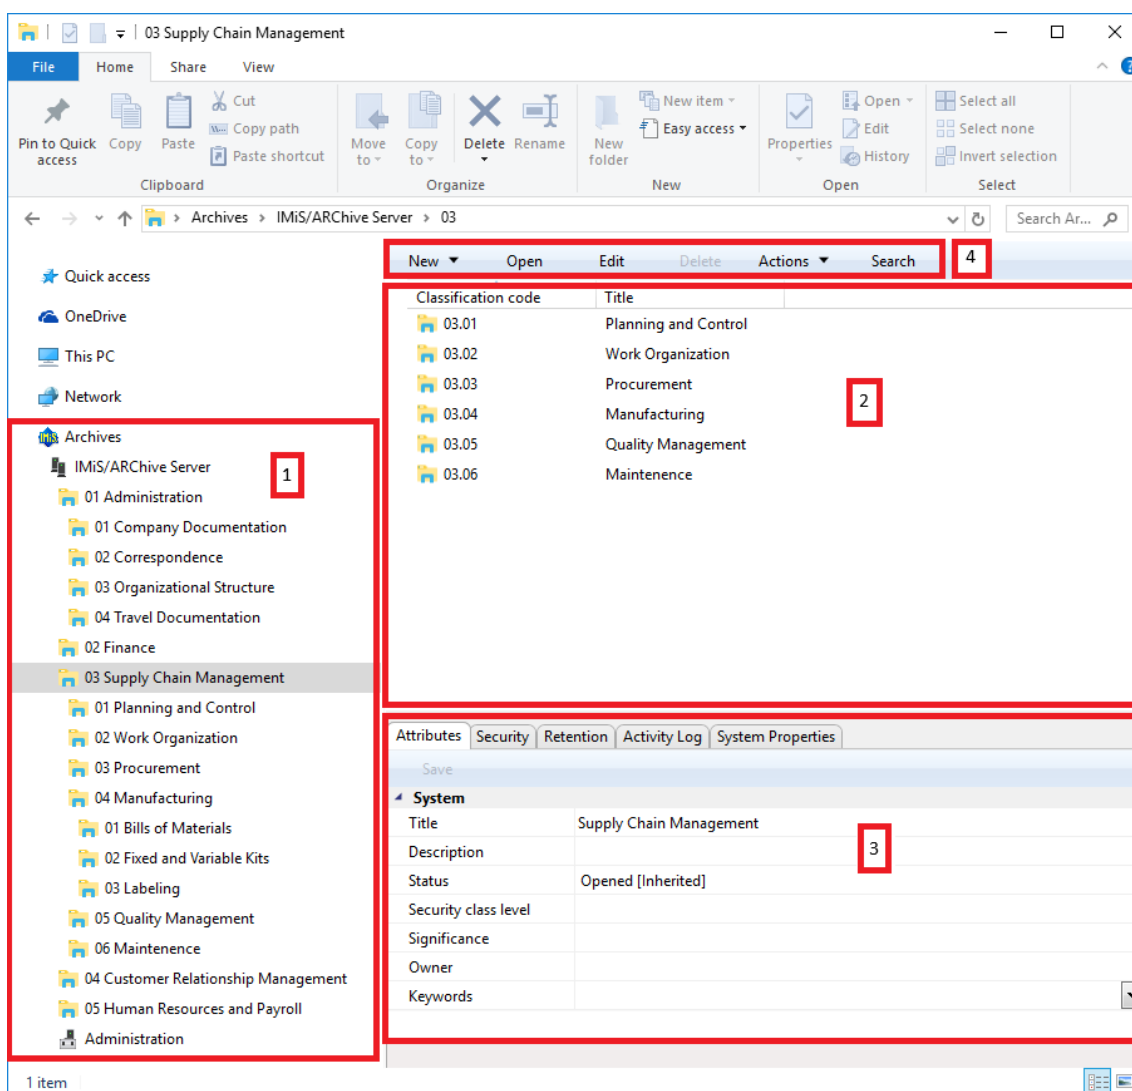 03 Supply Chain Management
File Home Share View
Pin to Quick access
Copy
Paste
Cut
Copy path
Paste shortcut
Move to
Copy to
Delete
Rename
New folder
New item
Easy access
Properties
Open
Edit
History
Select all
Select none
Invert selection
Clipboard Organize New Open Select
Archives > IMiS/ARChive Server > 03
Search Ar...
New Open Edit Delete Actions Search 4
Quick access
OneDrive
This PC
Network
Archives
IMiS/ARChive Server
1
01 Administration
01 Company Documentation
02 Correspondence
03 Organizational Structure
04 Travel Documentation
02 Finance
03 Supply Chain Management
01 Planning and Control
02 Work Organization
03 Procurement
04 Manufacturing
01 Bills of Materials
02 Fixed and Variable Kits
03 Labeling
05 Quality Management
06 Maintenence
04 Customer Relationship Management
05 Human Resources and Payroll
Administration
Classification code Title
03.01 Planning and Control
03.02 Work Organization
03.03 Procurement
2
03.04 Manufacturing
03.05 Quality Management
03.06 Maintenence
Attributes Security Retention Activity Log System Properties
Save
System
Title Supply Chain Management
3
Description
Status Opened [Inherited]
Security class level
Significance
Owner
Keywords
1 item